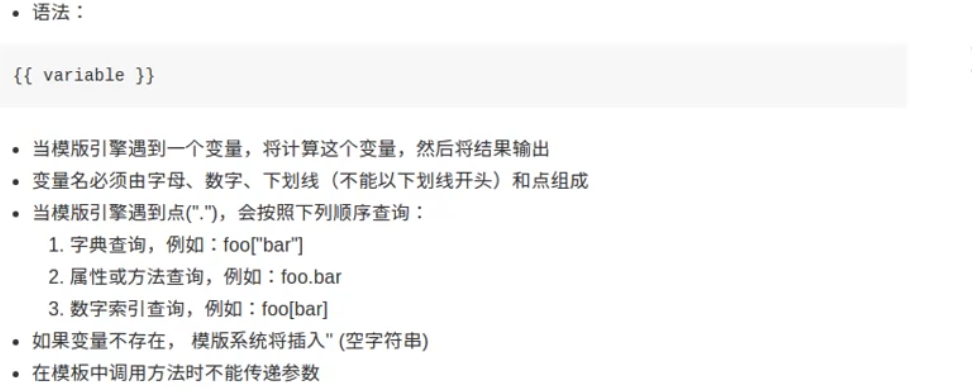 语法：
{{ variable }}
当模版引擎遇到一个变量，将计算这个变量，然后将结果输出
变量名必须由字母、数字、下划线（不能以下划线开头）和点组成
当模版引擎遇到点(".")，会按照下列顺序查询：
1. 字典查询，例如：foo["bar"]
2. 属性或方法查询，例如：foo.bar
3. 数字索引查询，例如：foo[bar]
如果变量不存在， 模版系统将插入'' (空字符串)
在模板中调用方法时不能传递参数